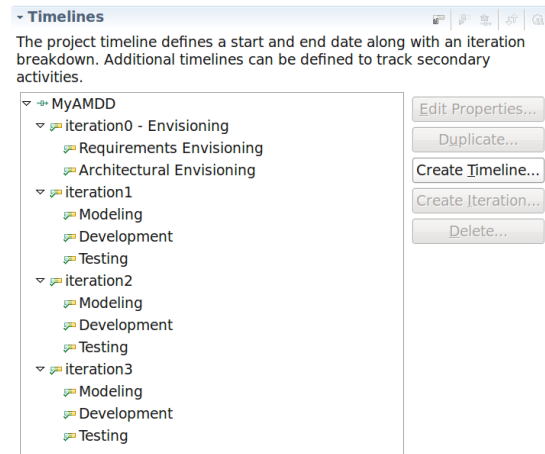 Timelines
The project timeline defines a start and end date along with an iteration
breakdown. Additional timelines can be defined to track secondary
activities.
MyAMDD
iteration0 - Envisioning
Requirements Envisioning
Architectural Envisioning
iteration1
Modeling
Development
Testing
iteration2
Modeling
Development
Testing
iteration3
Modeling
Development
Testing
Edit Properties...
Duplicate...
Create Timeline...
Create Iteration...
Delete...